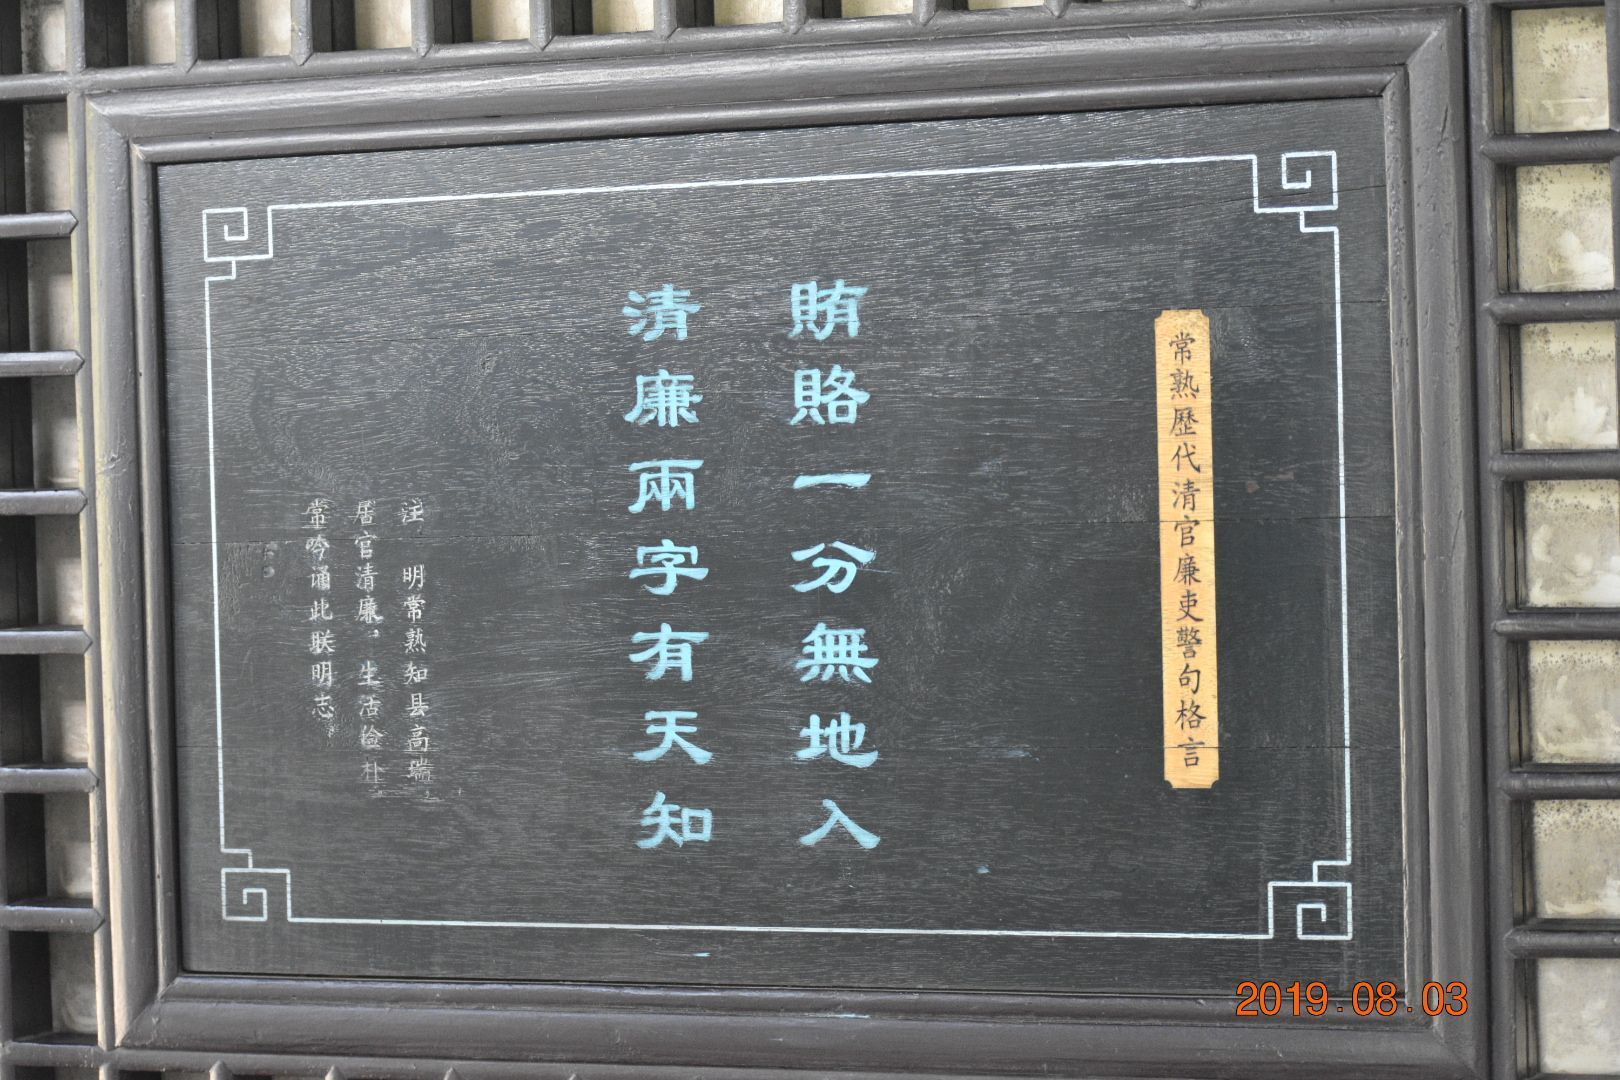 常熟歷代清官廉吏警句格言
賄賂一分無地入
清廉兩字有天知
注 明常熟知县高瑞，
居官清廉，生活俭朴
常吟诵此联明志。
2019.08.03